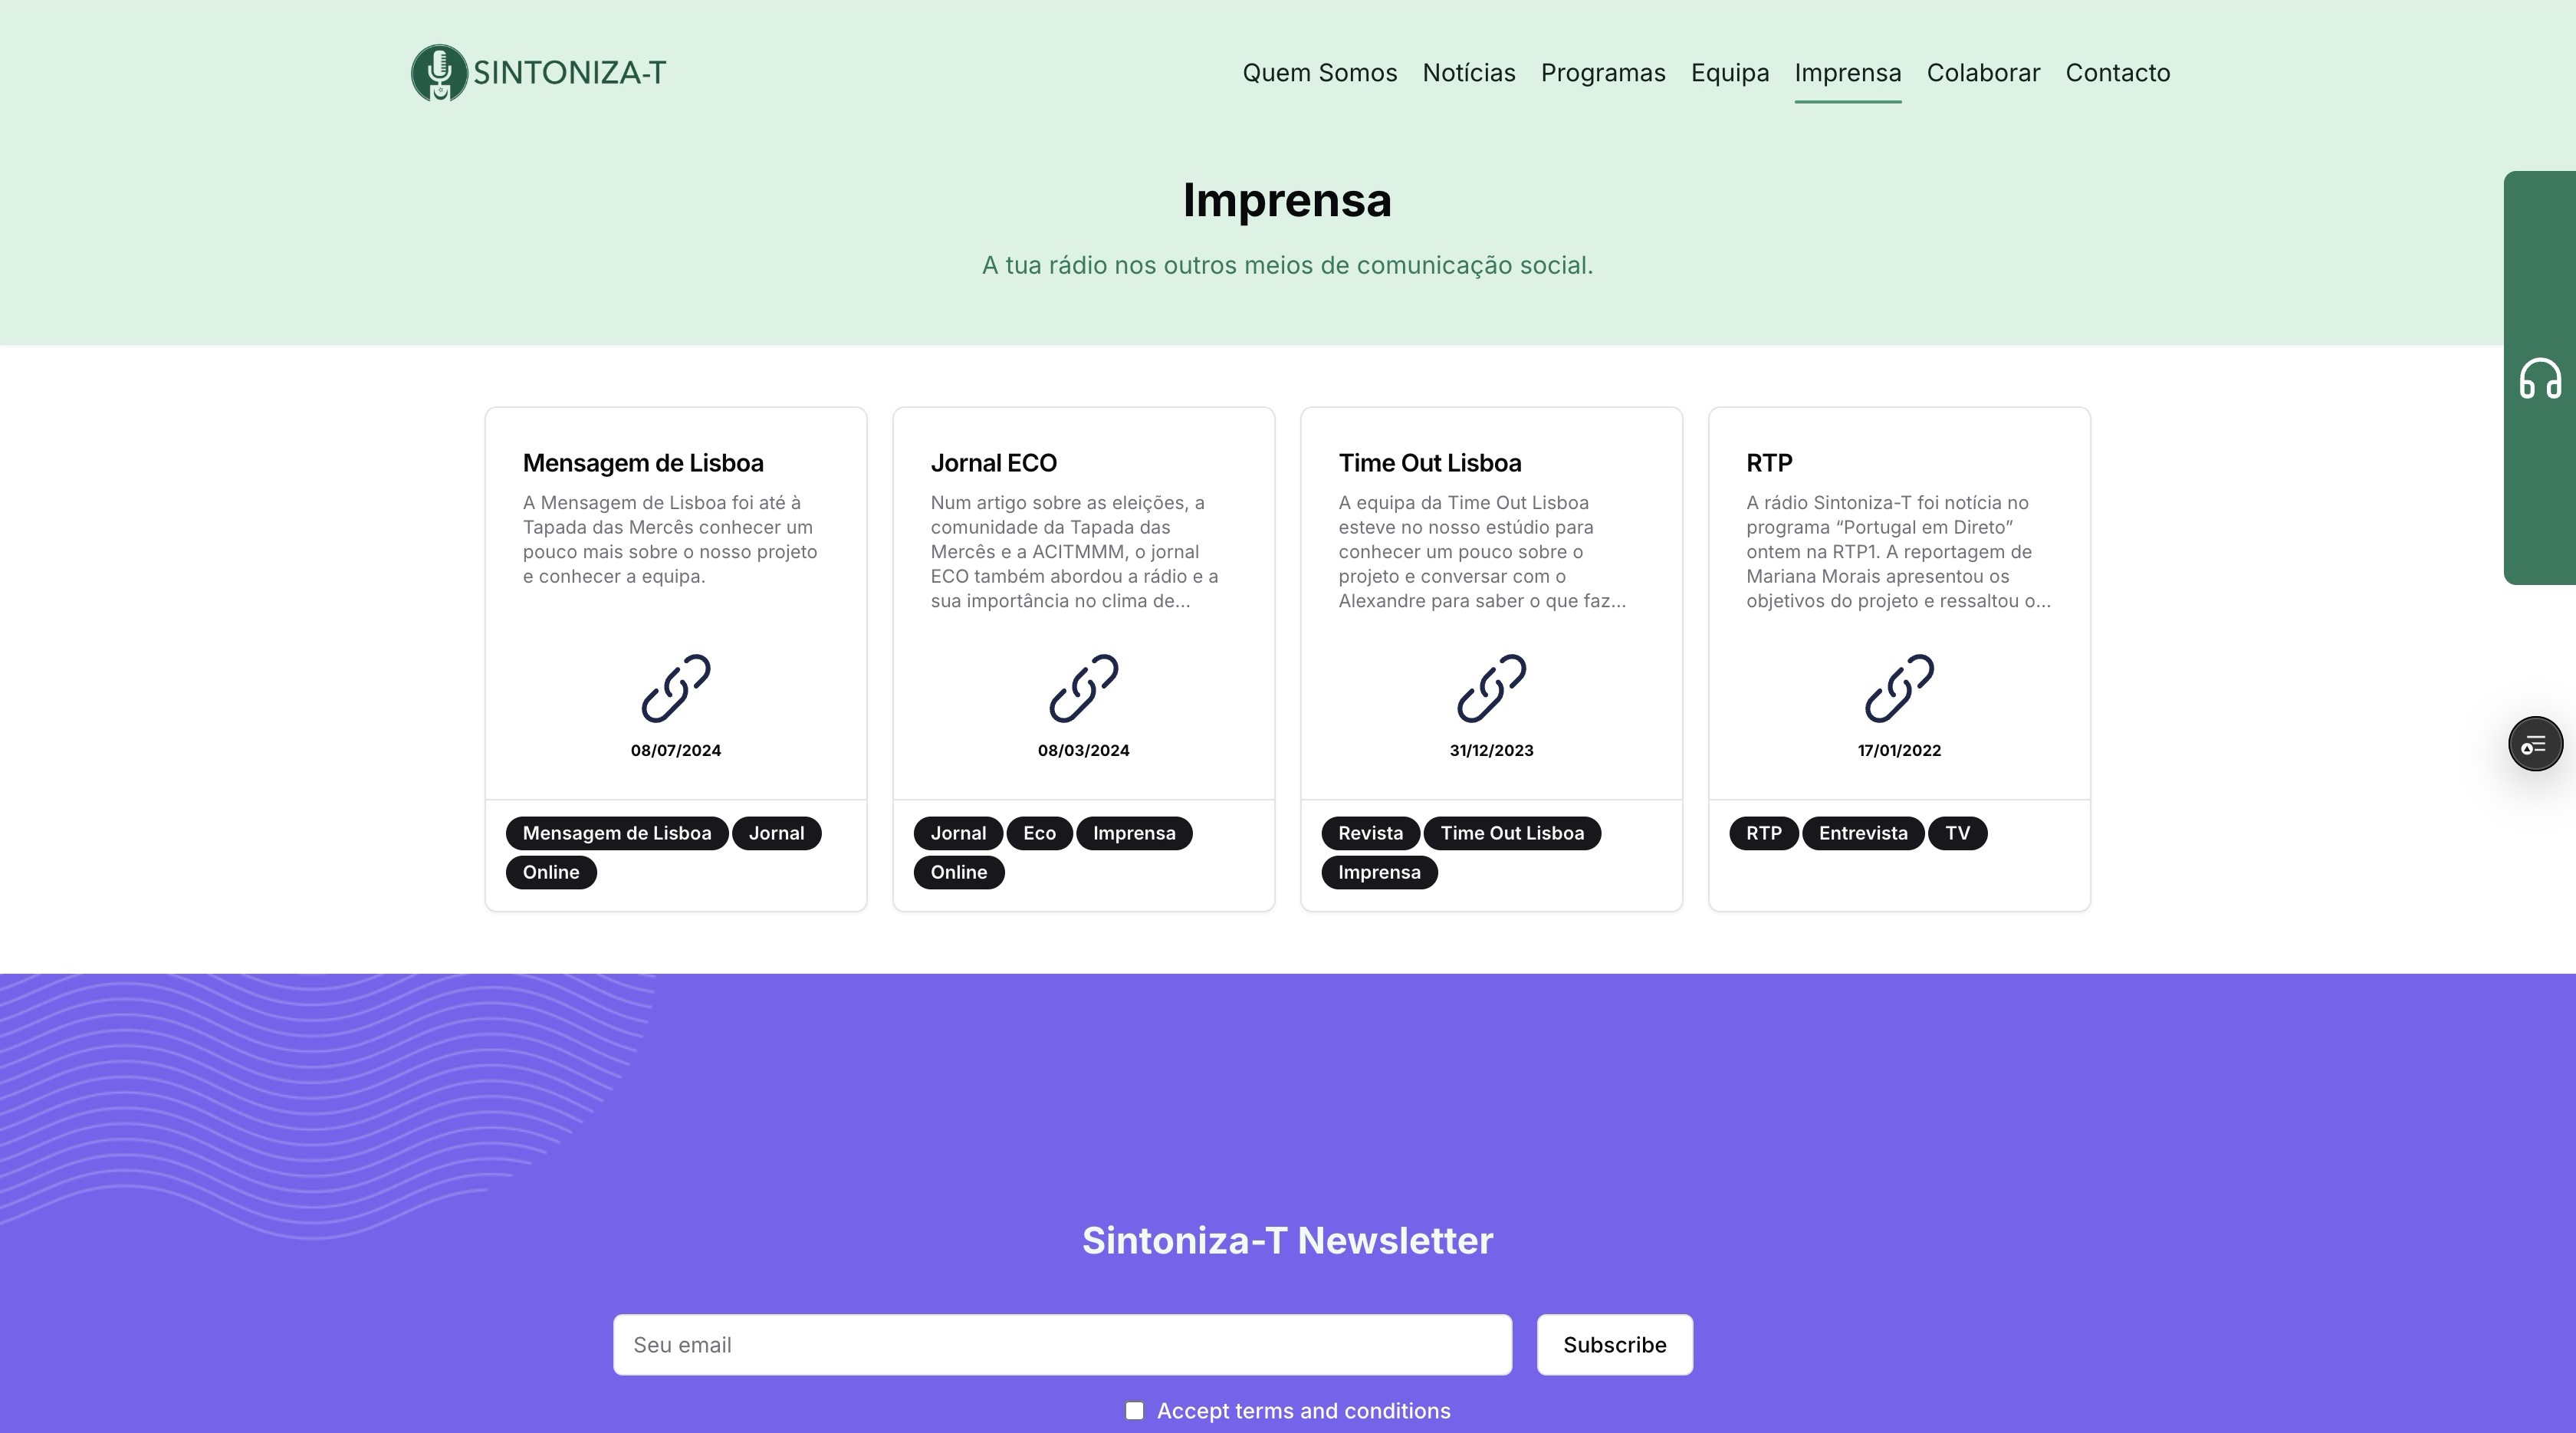 SINTONIZA-T
Quem Somos Notícias Programas Equipa Imprensa Colaborar Contacto
Imprensa
A tua rádio nos outros meios de comunicação social.
Mensagem de Lisboa
A Mensagem de Lisboa foi até à
Tapada das Mercês conhecer um
pouco mais sobre o nosso projeto
e conhecer a equipa.
08/07/2024
Mensagem de Lisboa Jornal
Online
Jornal ECO
Num artigo sobre as eleições, a
comunidade da Tapada das
Mercês e a ACITMMM, o jornal
ECO também abordou a rádio e a
sua importância no clima de...
08/03/2024
Jornal Eco Imprensa
Online
Time Out Lisboa
A equipa da Time Out Lisboa
esteve no nosso estúdio para
conhecer um pouco sobre o
projeto e conversar com o
Alexandre para saber o que faz...
31/12/2023
Revista Time Out Lisboa
Imprensa
RTP
A rádio Sintoniza-T foi notícia no
programa “Portugal em Direto”
ontem na RTP1. A reportagem de
Mariana Morais apresentou os
objetivos do projeto e ressaltou o...
17/01/2022
RTP Entrevista TV
Sintoniza-T Newsletter
Seu email
Subscribe
Accept terms and conditions